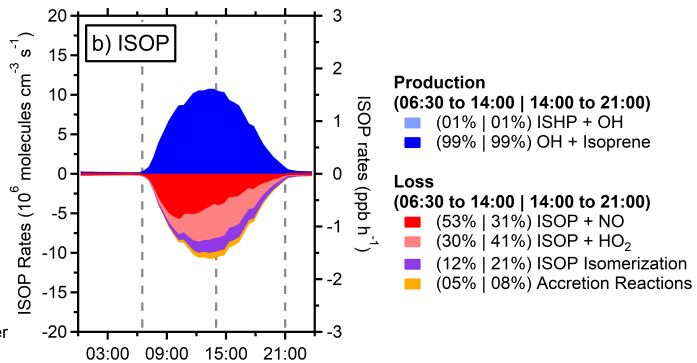 20
15
10
5
0
-5
-10
-15
-20
ISOP Rates (10⁶ molecules cm⁻³ s⁻¹)
b) ISOP
3
2
1
0
-1
-2
-3
ISOP rates (ppb h⁻¹)
03:00 09:00 15:00 21:00
er
Production
(06:30 to 14:00 | 14:00 to 21:00)
(01% | 01%) ISHP + OH
(99% | 99%) OH + Isoprene
Loss
(06:30 to 14:00 | 14:00 to 21:00)
(53% | 31%) ISOP + NO
(30% | 41%) ISOP + HO₂
(12% | 21%) ISOP Isomerization
(05% | 08%) Accretion Reactions